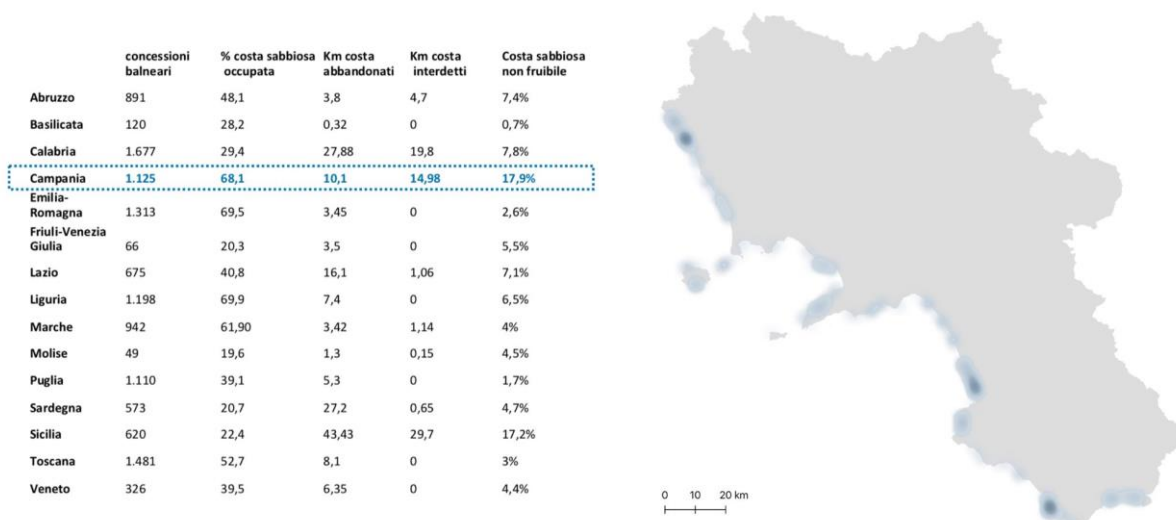 concessioni balneari % costa sabbiosa occupata Km costa abbandonati Km costa interdetti Costa sabbiosa non fruibile
Abruzzo 891 48,1 3,8 4,7 7,4%
Basilicata 120 28,2 0,32 0 0,7%
Calabria 1.677 29,4 27,88 19,8 7,8%
Campania 1.125 68,1 10,1 14,98 17,9%
Emilia-
Romagna 1.313 69,5 3,45 0 2,6%
Friuli-Venezia
Giulia 66 20,3 3,5 0 5,5%
Lazio 675 40,8 16,1 1,06 7,1%
Liguria 1.198 69,9 7,4 0 6,5%
Marche 942 61,90 3,42 1,14 4%
Molise 49 19,6 1,3 0,15 4,5%
Puglia 1.110 39,1 5,3 0 1,7%
Sardegna 573 20,7 27,2 0,65 4,7%
Sicilia 620 22,4 43,43 29,7 17,2%
Toscana 1.481 52,7 8,1 0 3%
Veneto 326 39,5 6,35 0 4,4%
0 10 20 km